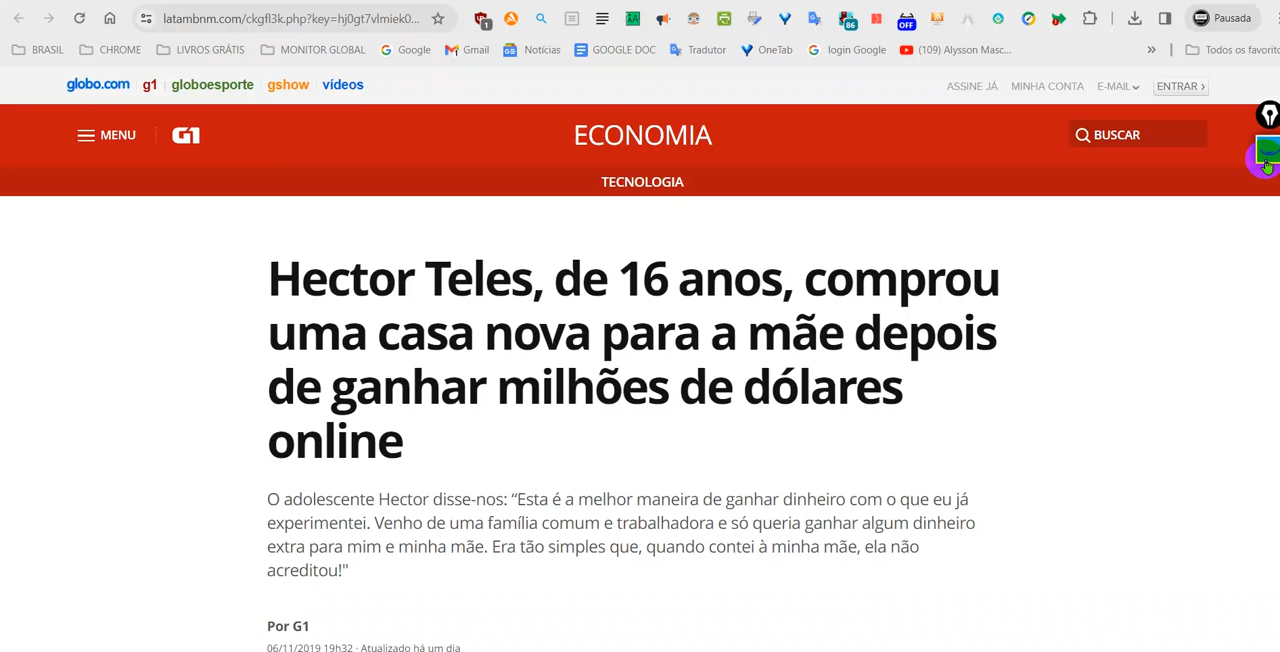 latambnm.com/ckgfl3k.php?key=hj0gt7vlmiek0...
1
86
OFF
Pausada
BRASIL CHROME LIVROS GRÁTIS MONITOR GLOBAL Google Gmail Notícias GOOGLE DOC Tradutor OneTab login Google (109) Alysson Masc... » Todos os favorito
globo.com g1 globoesporte gshow vídeos ASSINE JÁ MINHA CONTA E-MAIL ENTRAR ›
MENU G1 ECONOMIA BUSCAR
TECNOLOGIA
Hector Teles, de 16 anos, comprou
uma casa nova para a mãe depois
de ganhar milhões de dólares
online
O adolescente Hector disse-nos: “Esta é a melhor maneira de ganhar dinheiro com o que eu já
experimentei. Venho de uma família comum e trabalhadora e só queria ganhar algum dinheiro
extra para mim e minha mãe. Era tão simples que, quando contei à minha mãe, ela não
acreditou!"
Por G1
06/11/2019 19h32 · Atualizado há um dia